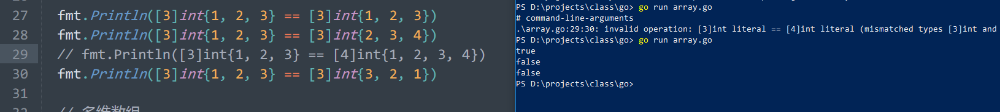 27 fmt.Println([3]int{1, 2, 3} == [3]int{1, 2, 3})
28 fmt.Println([3]int{1, 2, 3} == [3]int{2, 3, 4})
29 // fmt.Println([3]int{1, 2, 3} == [4]int{1, 2, 3, 4})
30 fmt.Println([3]int{1, 2, 3} == [3]int{3, 2, 1})
31
32 // 多维数组
PS D:\projects\class\go> go run array.go
# command-line-arguments
.\array.go:29:30: invalid operation: [3]int literal == [4]int literal (mismatched types [3]int and
PS D:\projects\class\go> go run array.go
true
false
false
PS D:\projects\class\go>